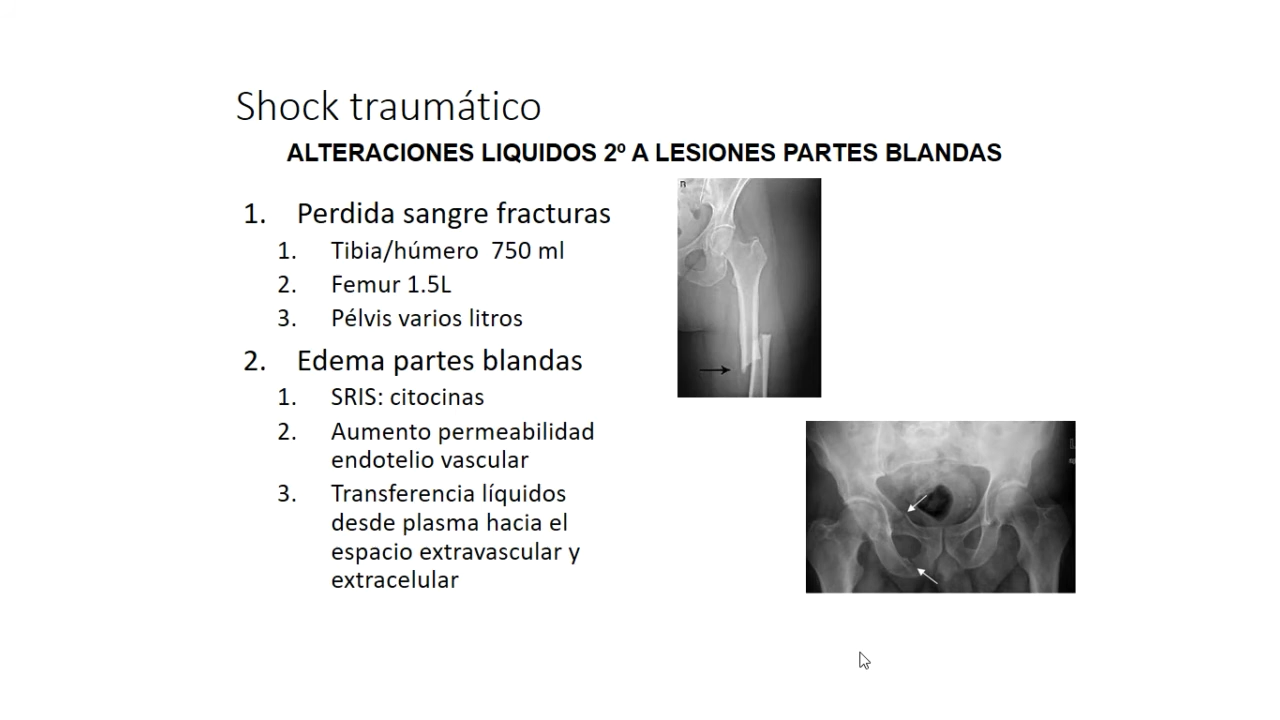 Shock traumático
ALTERACIONES LIQUIDOS 2º A LESIONES PARTES BLANDAS
1. Perdida sangre fracturas
1. Tibia/húmero 750 ml
2. Femur 1.5L
3. Pélvis varios litros
2. Edema partes blandas
1. SRIS: citocinas
2. Aumento permeabilidad
endotelio vascular
3. Transferencia líquidos
desde plasma hacia el
espacio extravascular y
extracelular